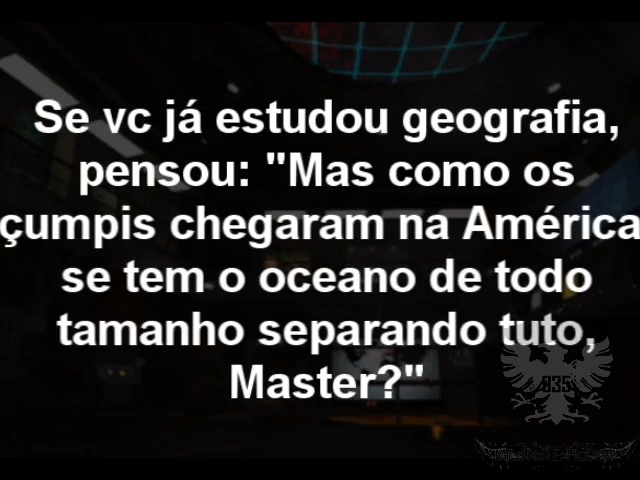 Se vc já estudou geografia,
pensou: "Mas como os
çumpis chegaram na América
se tem o oceano de todo
tamanho separando tuto,
Master?"
935